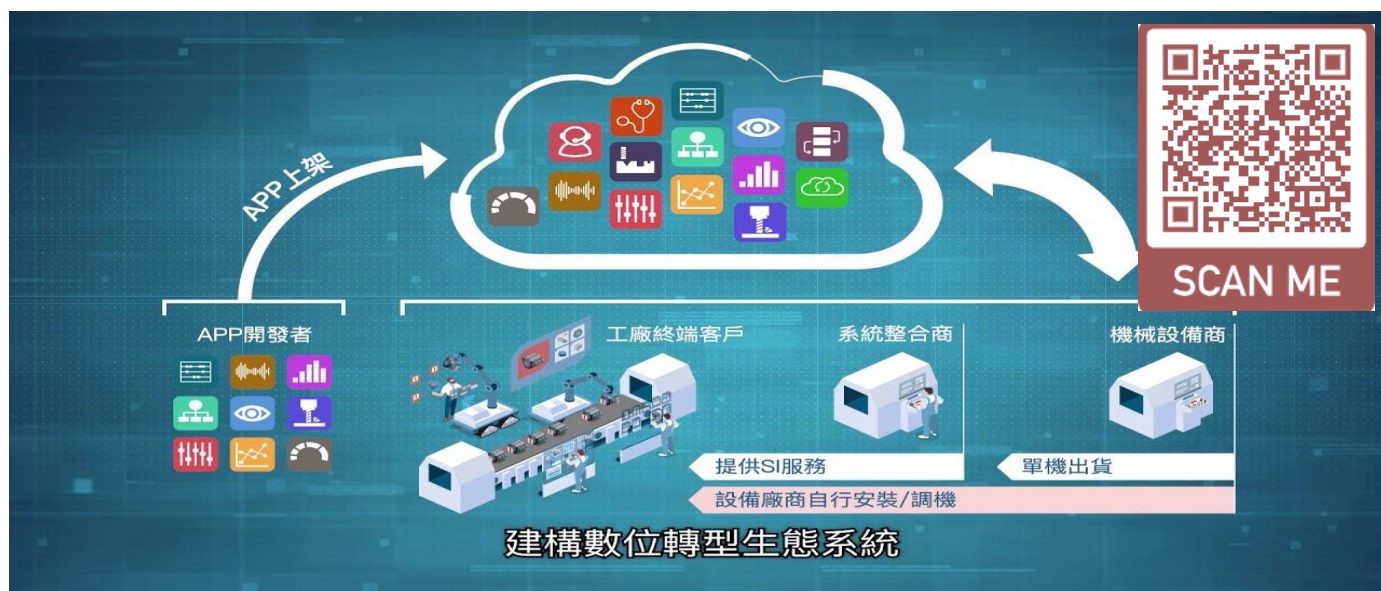 SCAN ME
APP上架
APP開發者
工廠終端客戶
系統整合商
機械設備商
提供SI服務
單機出貨
設備廠商自行安裝/調機
建構數位轉型生態系統